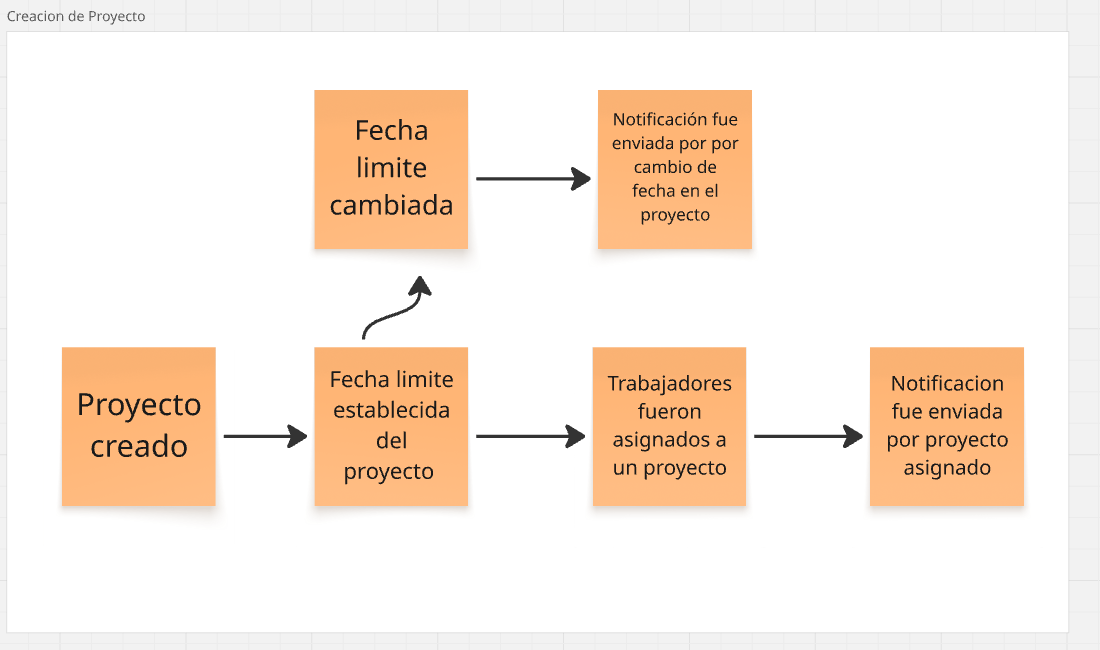 Creacion de Proyecto
Fecha
limite
cambiada
Notificación fue
enviada por por
cambio de
fecha en el
proyecto
Proyecto
creado
Fecha limite
establecida
del
proyecto
Trabajadores
fueron
asignados a
un proyecto
Notificacion
fue enviada
por proyecto
asignado